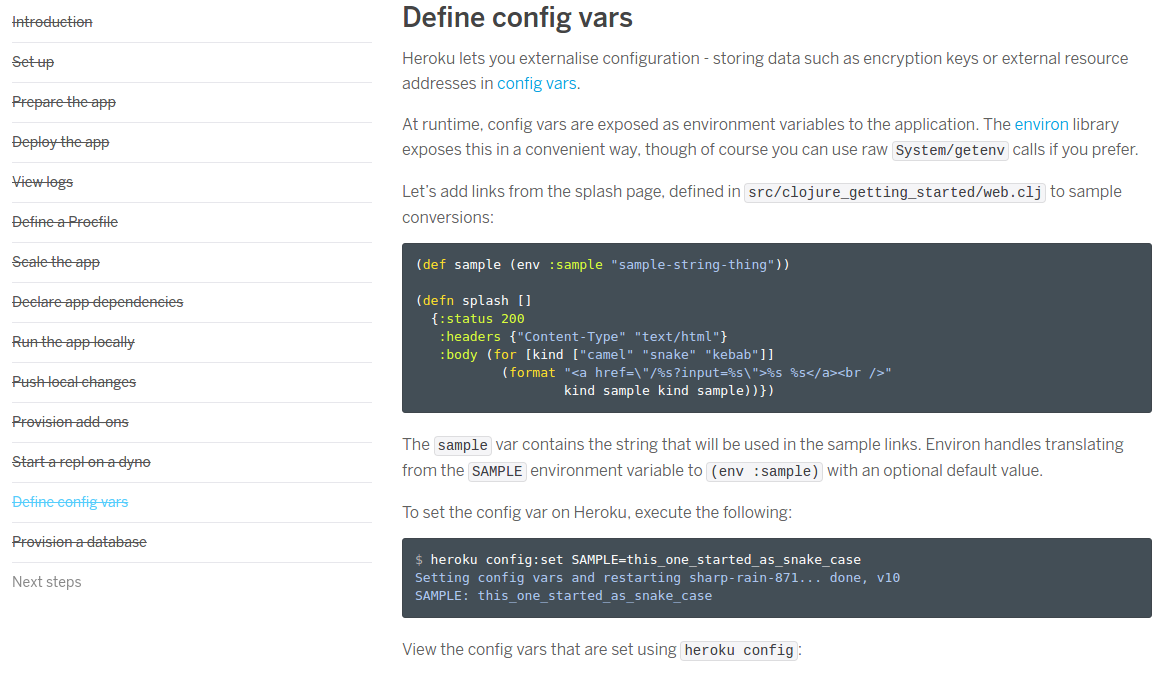 Introduction
Set up
Prepare the app
Deploy the app
View logs
Define a Procfile
Scale the app
Declare app dependencies
Run the app locally
Push local changes
Provision add-ons
Start a repl on a dyno
Define config vars
Provision a database
Next steps
Define config vars
Heroku lets you externalise configuration - storing data such as encryption keys or external resource
addresses in config vars.
At runtime, config vars are exposed as environment variables to the application. The environ library
exposes this in a convenient way, though of course you can use raw System/getenv calls if you prefer.
Let's add links from the splash page, defined in src/clojure_getting_started/web.clj to sample
conversions:
(def sample (env :sample "sample-string-thing"))
(defn splash []
  {:status 200
   :headers {"Content-Type" "text/html"}
   :body (for [kind ["camel" "snake" "kebab"]]
           (format "<a href=\"/%s?input=%s\">%s %s</a><br />"
                   kind sample kind sample))})
The sample var contains the string that will be used in the sample links. Environ handles translating
from the SAMPLE environment variable to (env :sample) with an optional default value.
To set the config var on Heroku, execute the following:
$ heroku config:set SAMPLE=this_one_started_as_snake_case
Setting config vars and restarting sharp-rain-871... done, v10
SAMPLE: this_one_started_as_snake_case
View the config vars that are set using heroku config: